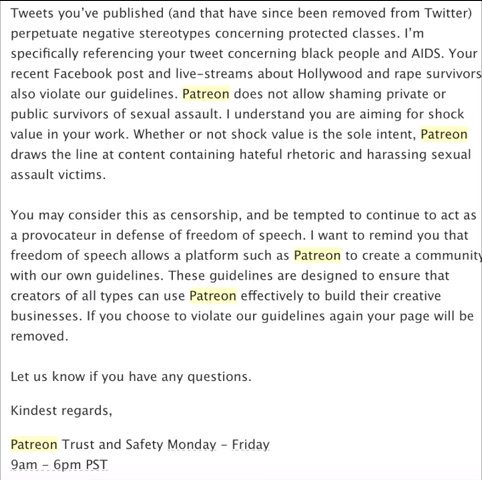 Tweets you've published (and that have since been removed from Twitter)
perpetuate negative stereotypes concerning protected classes. I'm
specifically referencing your tweet concerning black people and AIDS. Your
recent Facebook post and live-streams about Hollywood and rape survivors
also violate our guidelines. Patreon does not allow shaming private or
public survivors of sexual assault. I understand you are aiming for shock
value in your work. Whether or not shock value is the sole intent, Patreon
draws the line at content containing hateful rhetoric and harassing sexual
assault victims.

You may consider this as censorship, and be tempted to continue to act as
a provocateur in defense of freedom of speech. I want to remind you that
freedom of speech allows a platform such as Patreon to create a community
with our own guidelines. These guidelines are designed to ensure that
creators of all types can use Patreon effectively to build their creative
businesses. If you choose to violate our guidelines again your page will be
removed.

Let us know if you have any questions.

Kindest regards,

Patreon Trust and Safety Monday – Friday
9am – 6pm PST